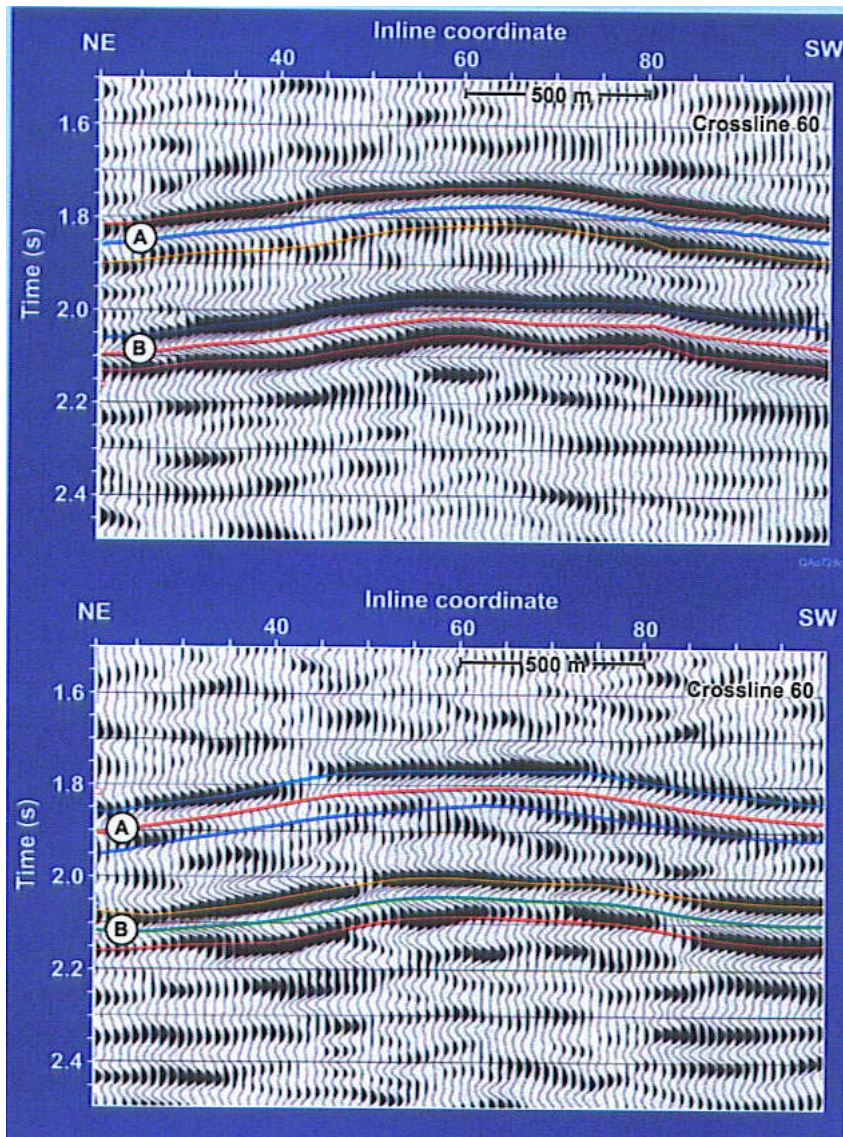 Inline coordinate
NE 40 60 80 SW
500 m
Crossline 60
Time (s)
1.6
1.8
2.0
2.2
2.4
A
B
Inline coordinate
NE 40 60 80 SW
500 m
Crossline 60
Time (s)
1.6
1.8
2.0
2.2
2.4
A
B